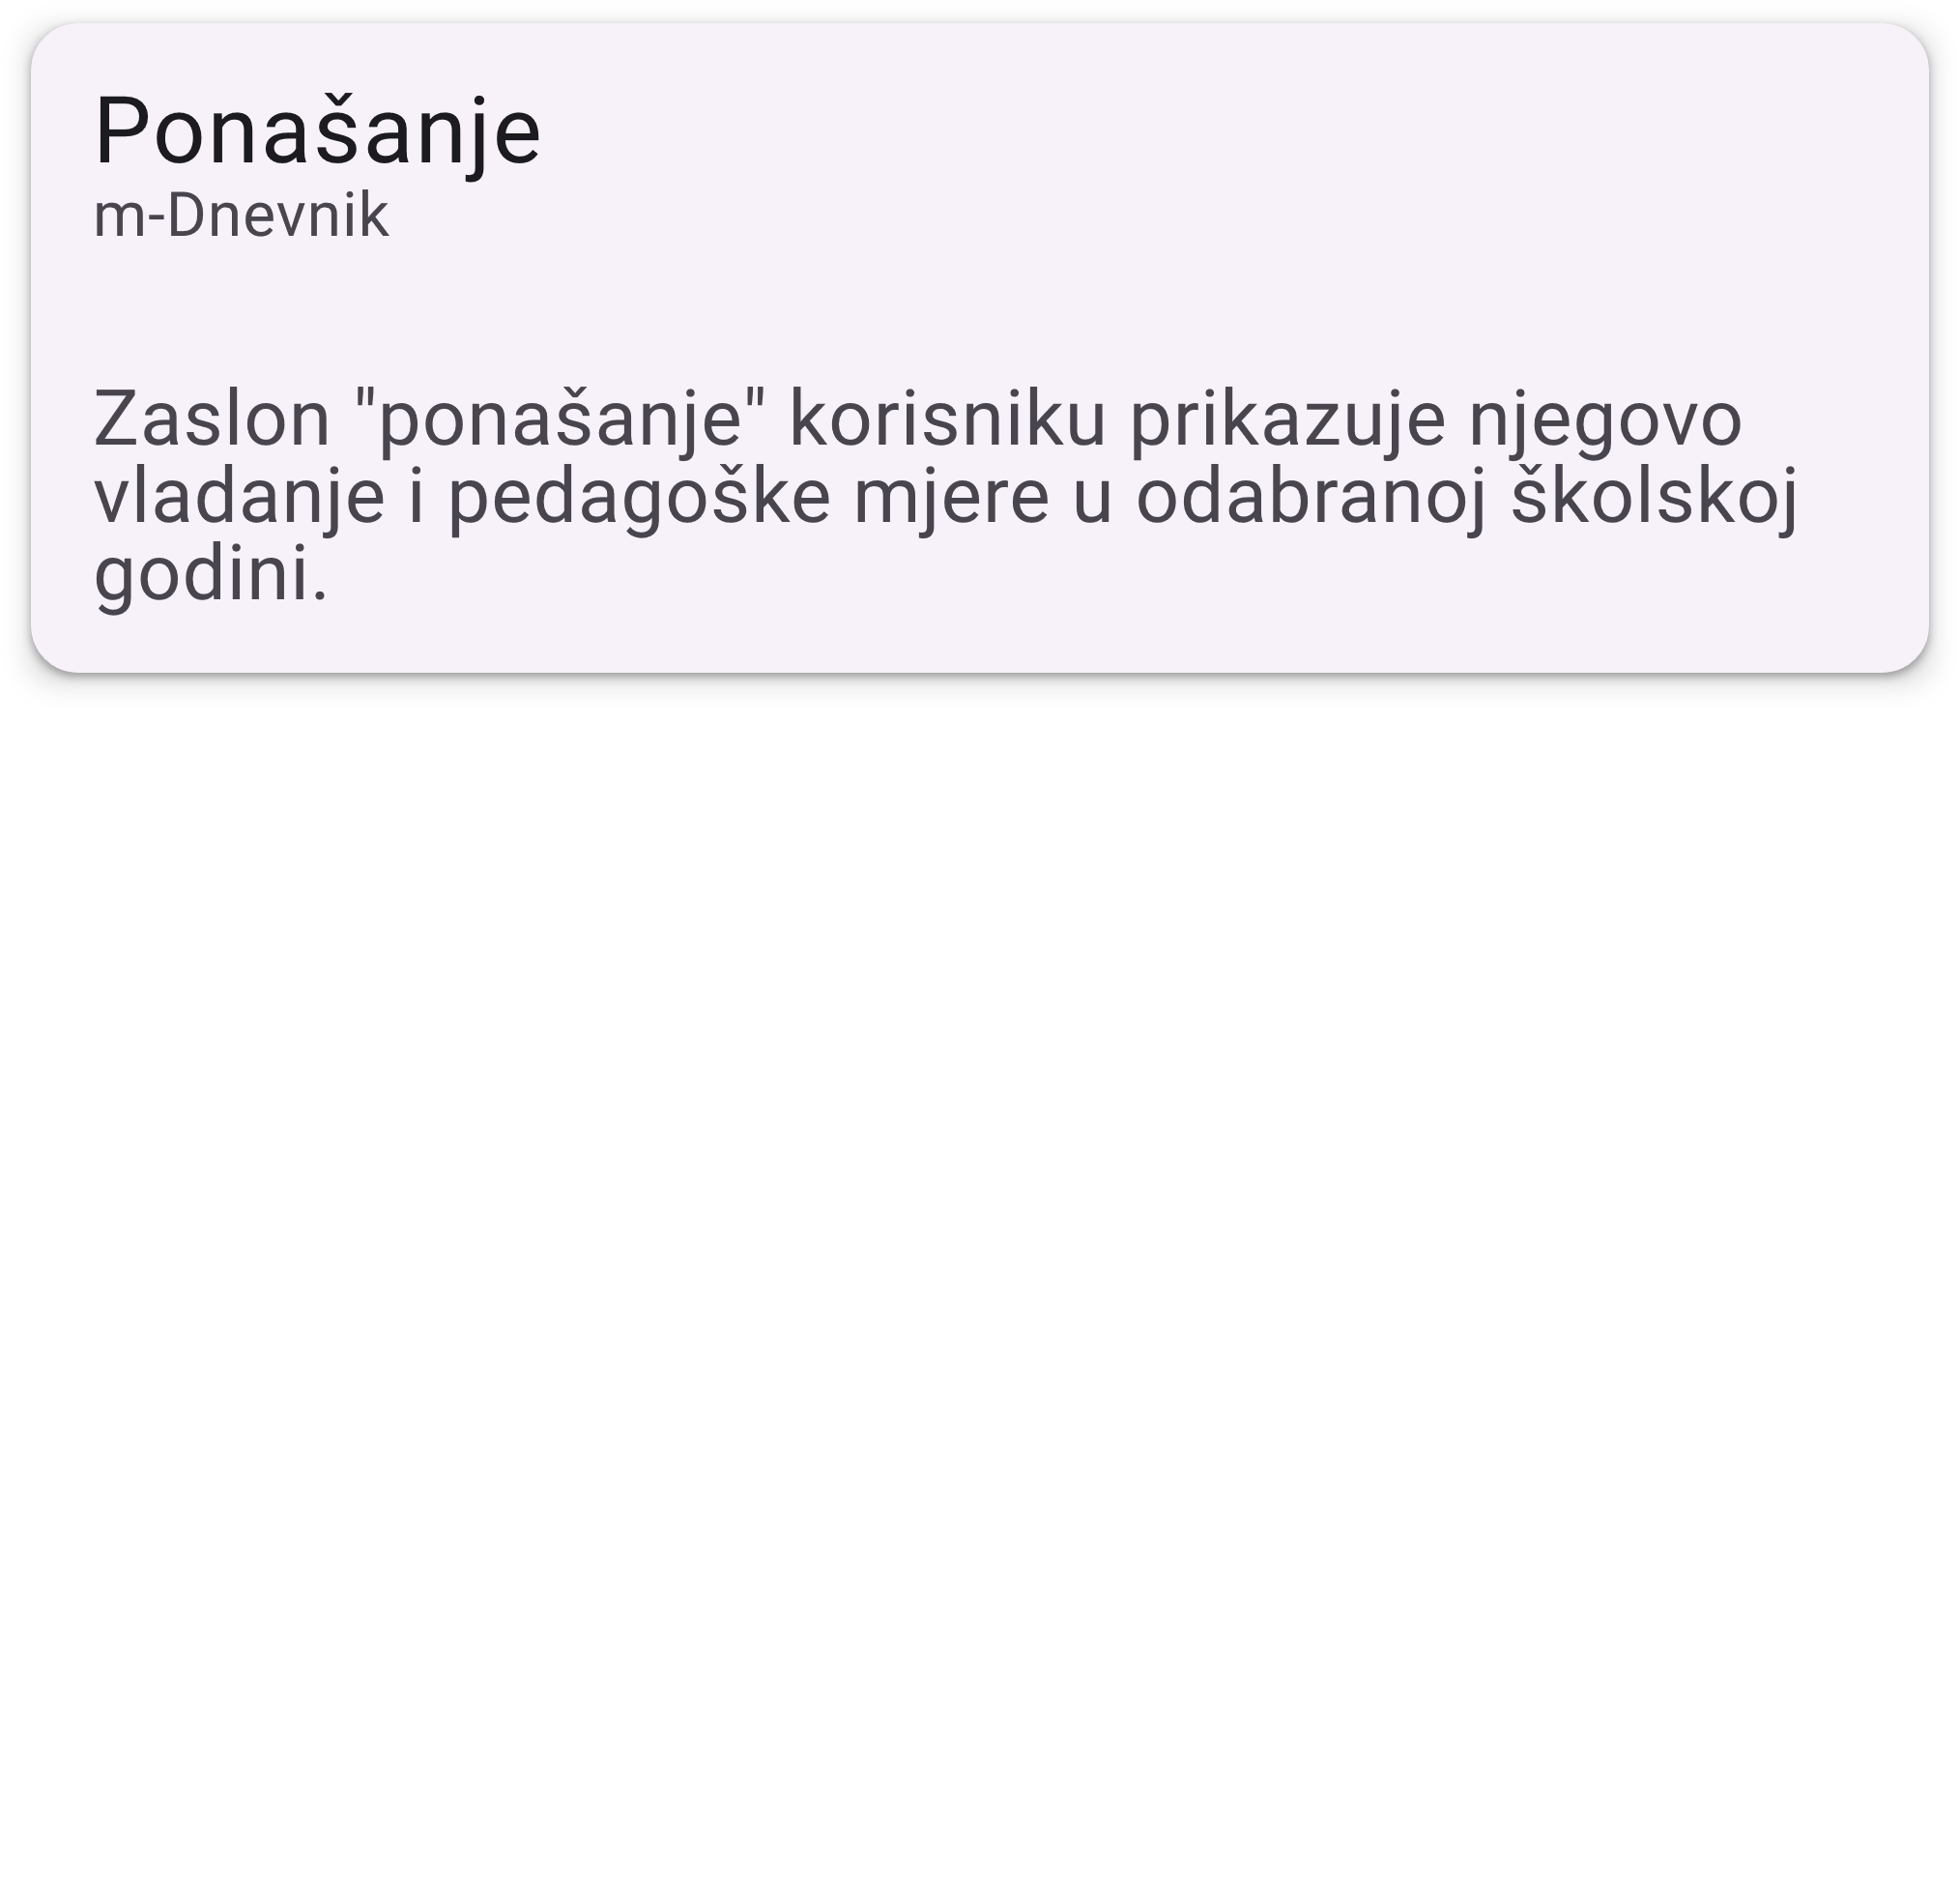 Ponašanje
m-Dnevnik
Zaslon "ponašanje" korisniku prikazuje njegovo
vladanje i pedagoške mjere u odabranoj školskoj
godini.